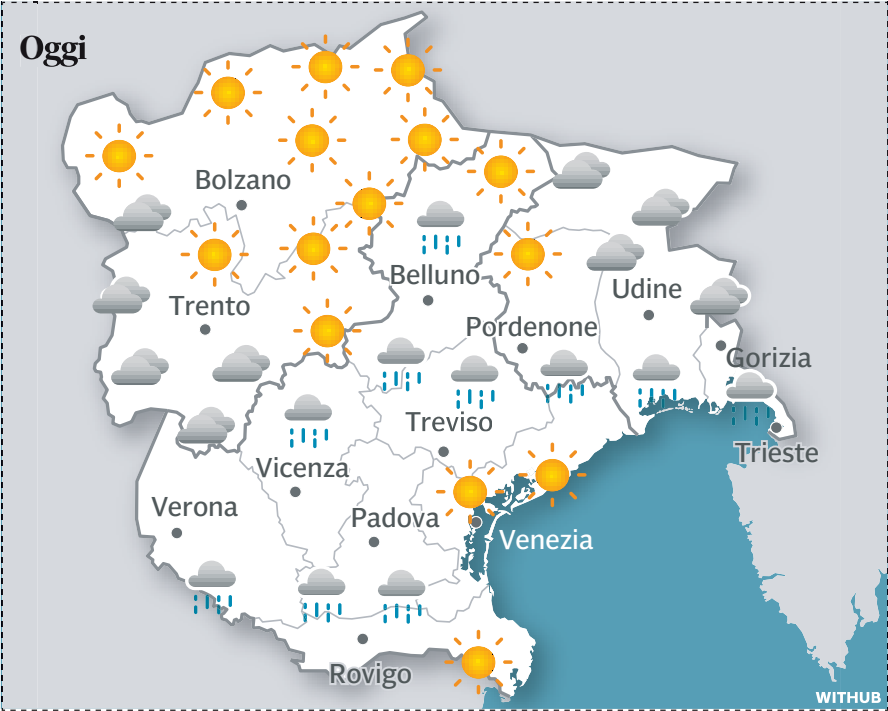 Oggi
Bolzano
Belluno
Trento
Udine
Pordenone
Gorizia
Treviso
Trieste
Vicenza
Verona
Padova
Venezia
Rovigo
WITHUB